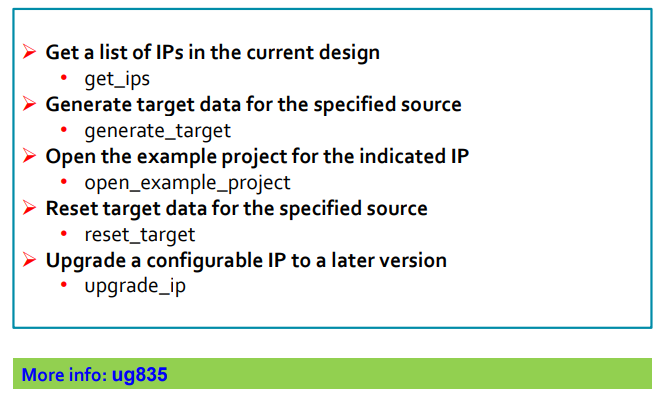 Get a list of IPs in the current design
get_ips
Generate target data for the specified source
generate_target
Open the example project for the indicated IP
open_example_project
Reset target data for the specified source
reset_target
Upgrade a configurable IP to a later version
upgrade_ip
More info: ug835